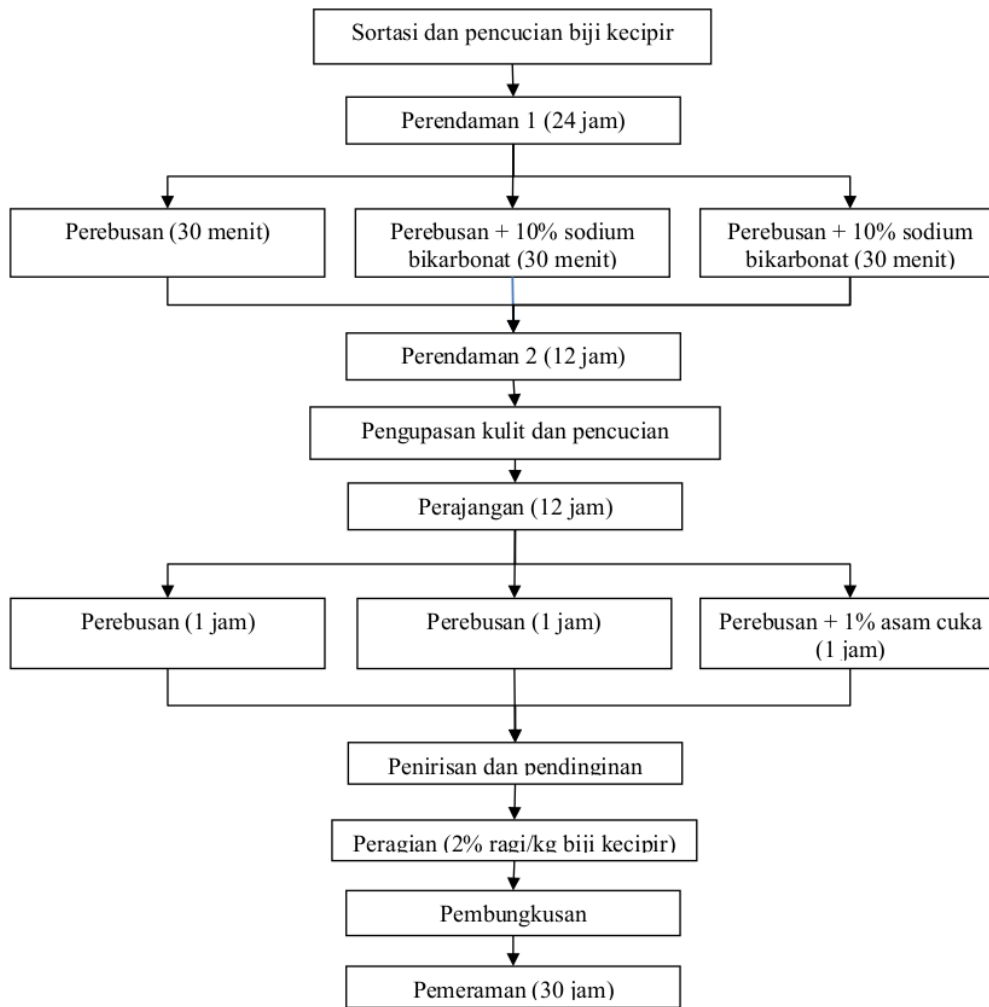 Sortasi dan pencucian biji kecipir
Perendaman 1 (24 jam)
Perebusan (30 menit)
Perebusan + 10% sodium
bikarbonat (30 menit)
Perebusan + 10% sodium
bikarbonat (30 menit)
Perendaman 2 (12 jam)
Pengupasan kulit dan pencucian
Perajangan (12 jam)
Perebusan (1 jam)
Perebusan (1 jam)
Perebusan + 1% asam cuka
(1 jam)
Penirisan dan pendinginan
Peragian (2% ragi/kg biji kecipir)
Pembungkusan
Pemeraman (30 jam)